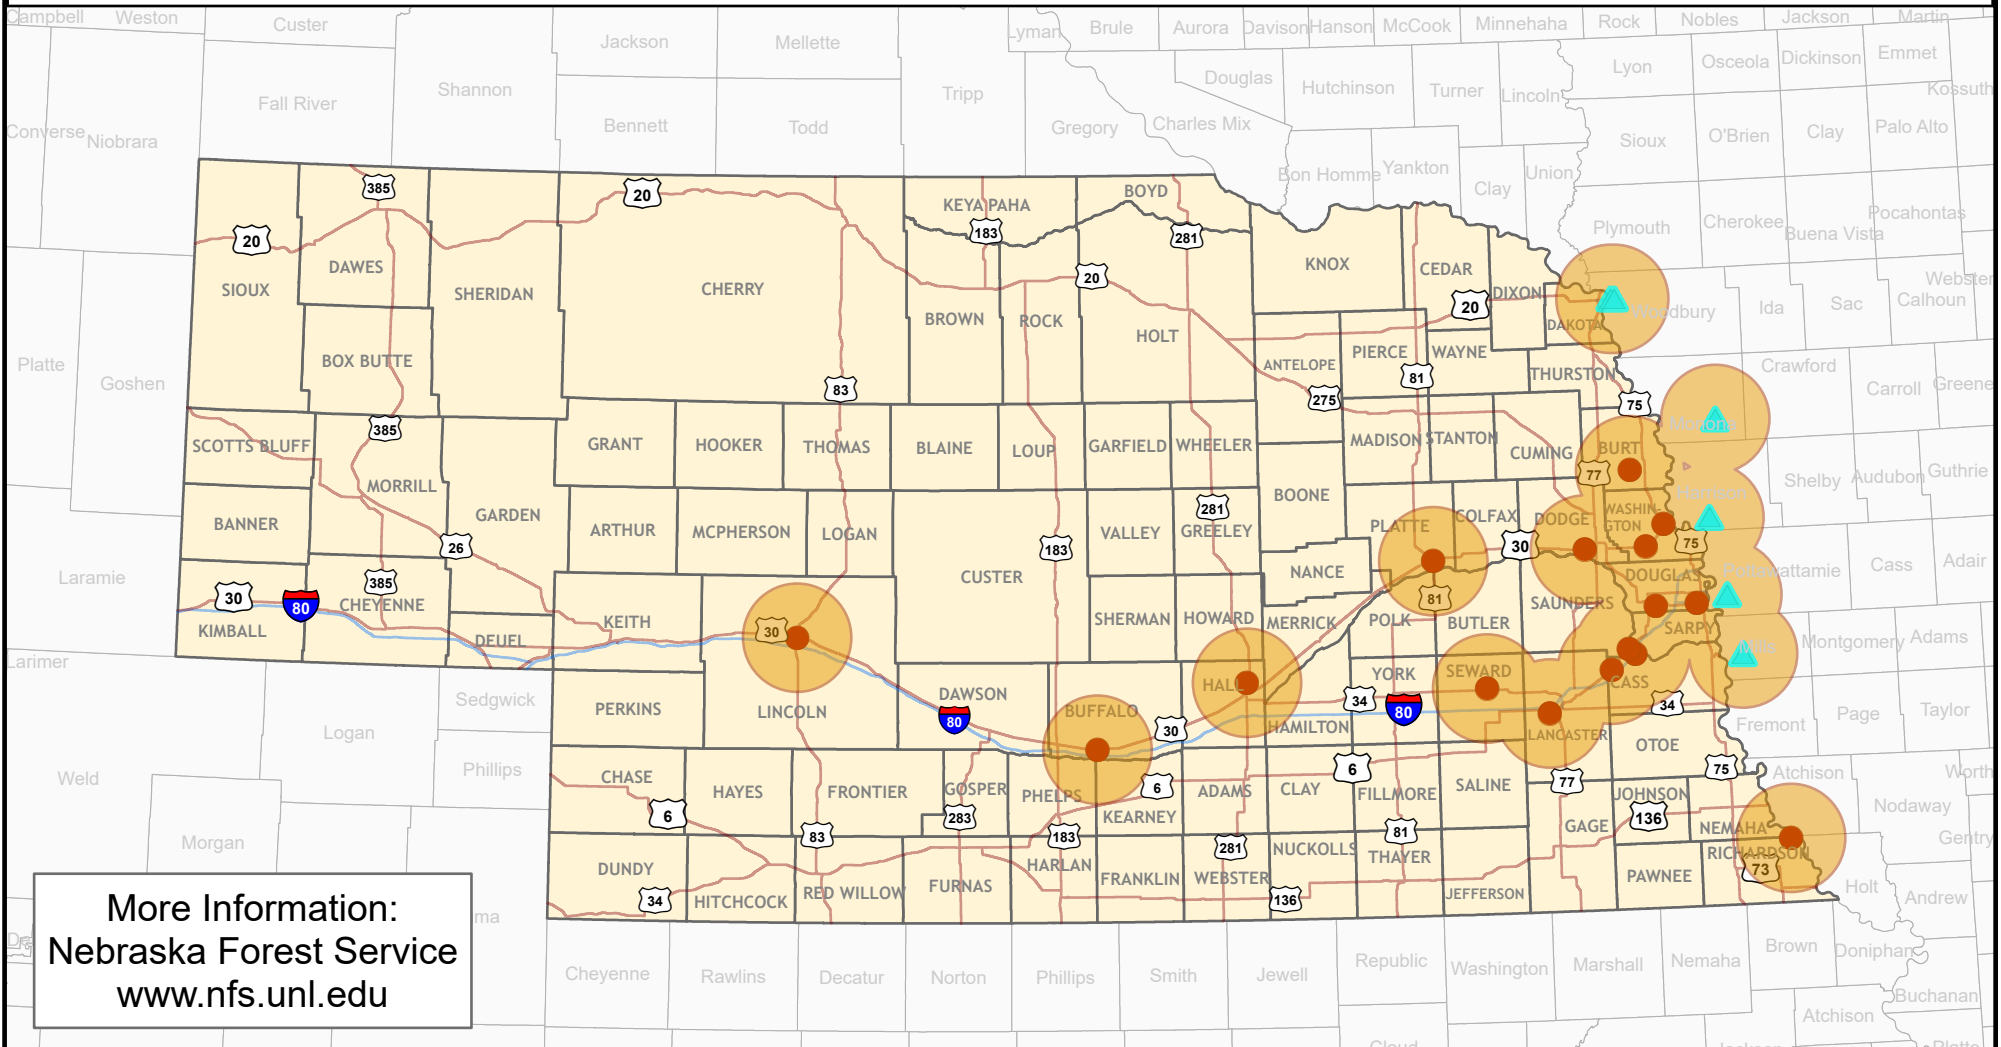 Campbell Weston Custer Jackson Mellette Lyman Brule Aurora Davison Hanson McCook Minnehaha Rock Nobles Jackson Martin
Fall River Shannon Bennett Todd Tripp Gregory Douglas Charles Mix Hutchinson Turner Lincoln Lyon Osceola Dickinson Emmet Kossuth
Converse Niobrara Bon Homme Yankton Clay Union Sioux O'Brien Clay Palo Alto
Plymouth Cherokee Buena Vista Pocahontas
385 20 BOYD
KEYA PAHA 183 281
20 DAWES SIOUX SHERIDAN CHERRY BROWN ROCK 20 HOLT KNOX CEDAR 20 DIXON DAKOTA Woodbury Ida Sac Calhoun Webster
Platte Goshen BOX BUTTE 83 ANTELOPE PIERCE WAYNE THURSTON 81 275 75 Crawford Carroll Greene
385 SCOTTS BLUFF MORRILL GRANT HOOKER THOMAS BLAINE LOUP GARFIELD WHEELER MADISON STANTON CUMING BURT 77 Monona
Shelby Audubon Guthrie
BANNER GARDEN ARTHUR MCPHERSON LOGAN VALLEY GREELEY 281 BOONE PLATTE COLFAX DODGE WASHIN-
GTON Harrison
26 183 30 75
Laramie 30 80 385 CHEYENNE KIMBALL DEUEL KEITH CUSTER SHERMAN HOWARD NANCE MERRICK POLK 81 BUTLER SAUNDERS DOUGLAS SARPY Pottawattamie Cass Adair
30 LINCOLN PERKINS DAWSON 80 BUFFALO 30 HALL HAMILTON YORK 34 80 SEWARD LANCASTER CASS 34 Mills Montgomery Adams
Larimer Sedgwick Logan Phillips Weld Morgan Fremont Page Taylor
CHASE 6 HAYES FRONTIER GOSPER 283 PHELPS KEARNEY 6 ADAMS CLAY 6 FILLMORE SALINE 77 OTOE 75 Atchison Worth
83 183 HARLAN 281 NUCKOLLS THAYER 81 GAGE JOHNSON 136 NEMAHA Nodaway Gentry
DUNDY 34 HITCHCOCK RED WILLOW FURNAS FRANKLIN WEBSTER 136 JEFFERSON PAWNEE RICHARDSON 73 Holt Andrew
More Information:
Nebraska Forest Service
www.nfs.unl.edu
Cheyenne Rawlins Decatur Norton Phillips Smith Jewell Republic Washington Marshall Nemaha Brown Doniphan
Atchison Buchanan